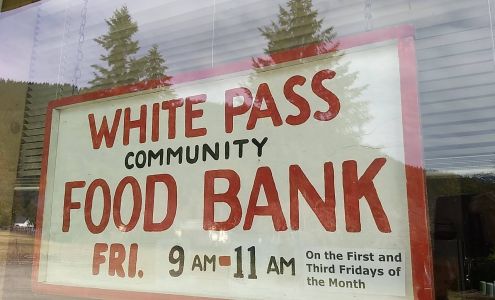 WHITE PASS
COMMUNITY
FOOD BANK
FRI. 9 AM-11 AM
On the First and
Third Fridays of
the Month